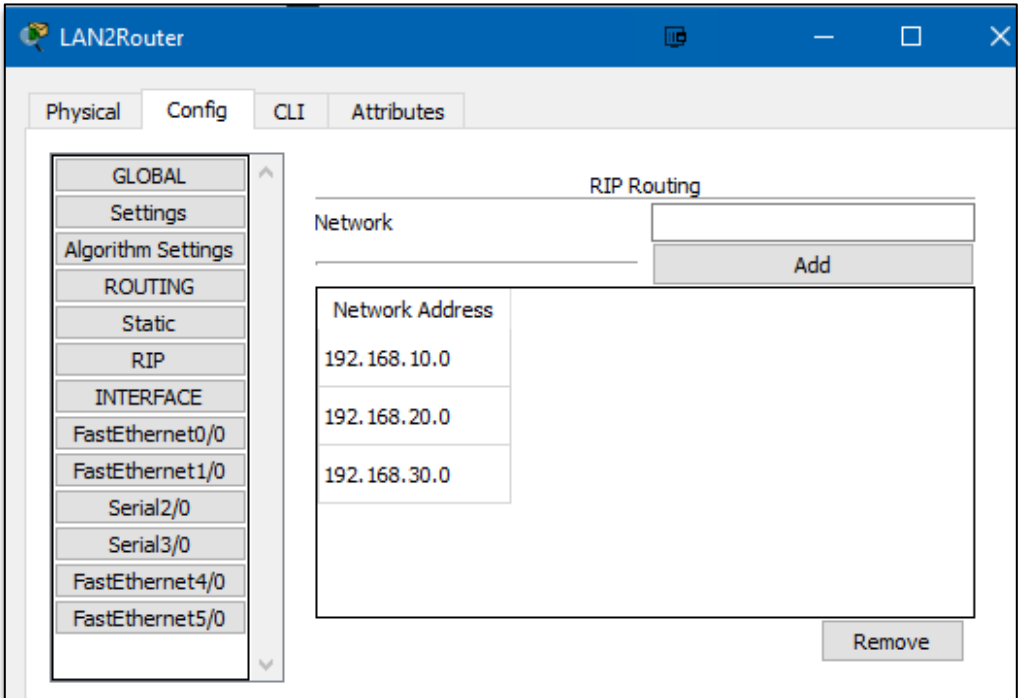 LAN2Router
Physical Config CLI Attributes
GLOBAL
Settings
Algorithm Settings
ROUTING
Static
RIP
INTERFACE
FastEthernet0/0
FastEthernet1/0
Serial2/0
Serial3/0
FastEthernet4/0
FastEthernet5/0
RIP Routing
Network
Add
Network Address
192.168.10.0
192.168.20.0
192.168.30.0
Remove